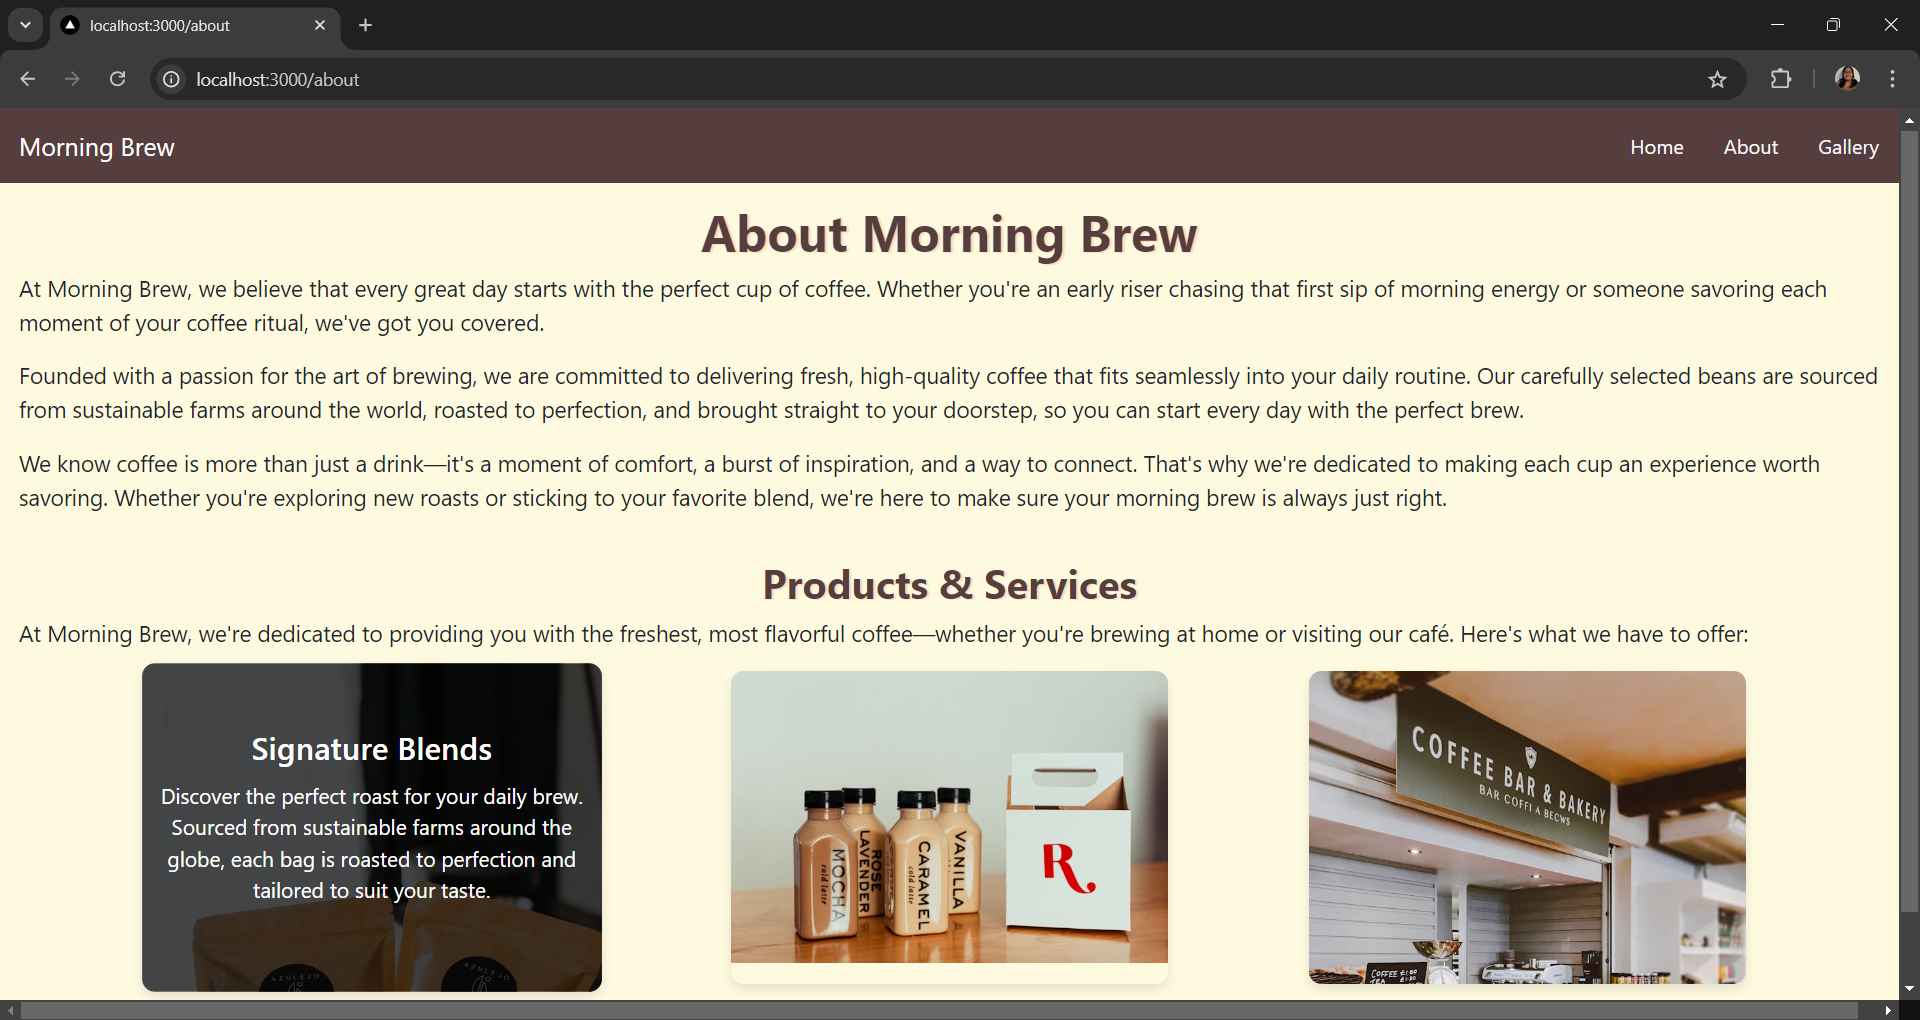 localhost:3000/about
localhost:3000/about
Morning Brew
Home
About
Gallery
About Morning Brew
At Morning Brew, we believe that every great day starts with the perfect cup of coffee. Whether you're an early riser chasing that first sip of morning energy or someone savoring each
moment of your coffee ritual, we've got you covered.
Founded with a passion for the art of brewing, we are committed to delivering fresh, high-quality coffee that fits seamlessly into your daily routine. Our carefully selected beans are sourced
from sustainable farms around the world, roasted to perfection, and brought straight to your doorstep, so you can start every day with the perfect brew.
We know coffee is more than just a drink—it's a moment of comfort, a burst of inspiration, and a way to connect. That's why we're dedicated to making each cup an experience worth
savoring. Whether you're exploring new roasts or sticking to your favorite blend, we're here to make sure your morning brew is always just right.
Products & Services
At Morning Brew, we're dedicated to providing you with the freshest, most flavorful coffee—whether you're brewing at home or visiting our café. Here's what we have to offer:
Signature Blends
Discover the perfect roast for your daily brew.
Sourced from sustainable farms around the
globe, each bag is roasted to perfection and
tailored to suit your taste.
AZULEJO
AZULEJO
MOCHA
cold latte
ROSE
LAVENDER
CARAMEL
cold latte
VANILLA
R
COFFEE BAR & BAKERY
BAR COFFI A BECWS
COFFEE £1·80
TEA